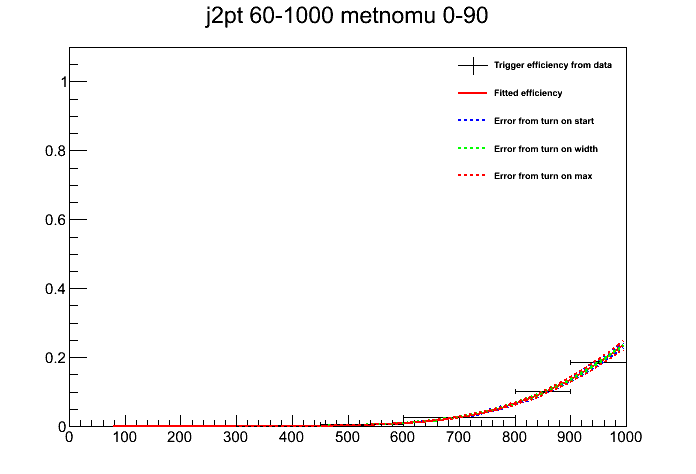 j2pt 60-1000 metnomu 0-90
1
Trigger efficiency from data
Fitted efficiency
Error from turn on start
Error from turn on width
Error from turn on max
0.8
0.6
0.4
0.2
0
0 100 200 300 400 500 600 700 800 900 1000